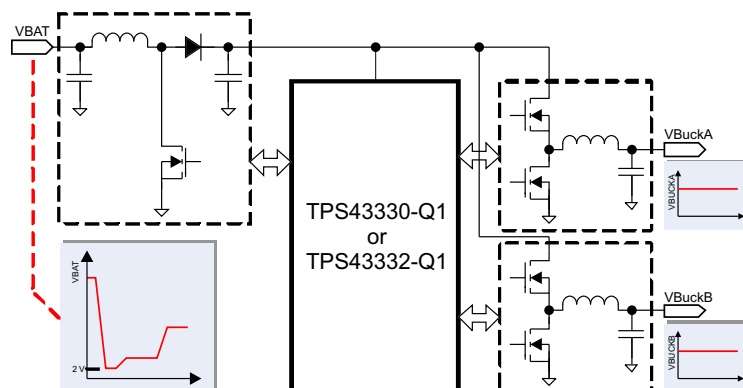 VBAT
VBuckA
VBUCKA
TPS43330-Q1
or
TPS43332-Q1
VBAT
2 V
VBuckB
VBUCKB